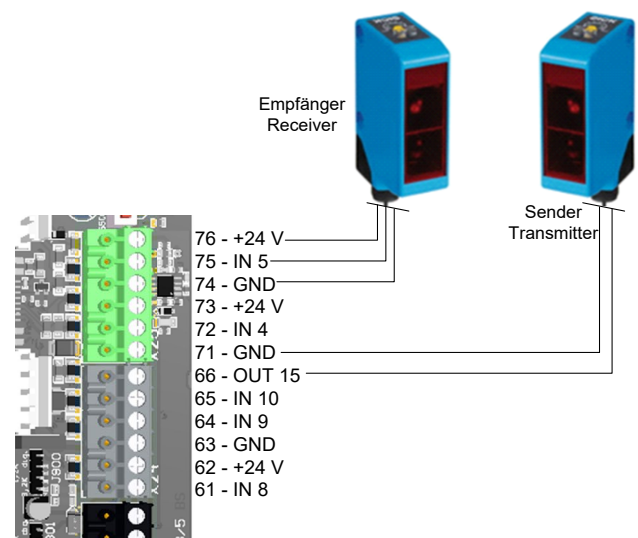 Empfänger
Receiver
Sender
Transmitter
76 - +24 V
75 - IN 5
74 - GND
73 - +24 V
72 - IN 4
71 - GND
66 - OUT 15
65 - IN 10
64 - IN 9
63 - GND
62 - +24 V
61 - IN 8
J800